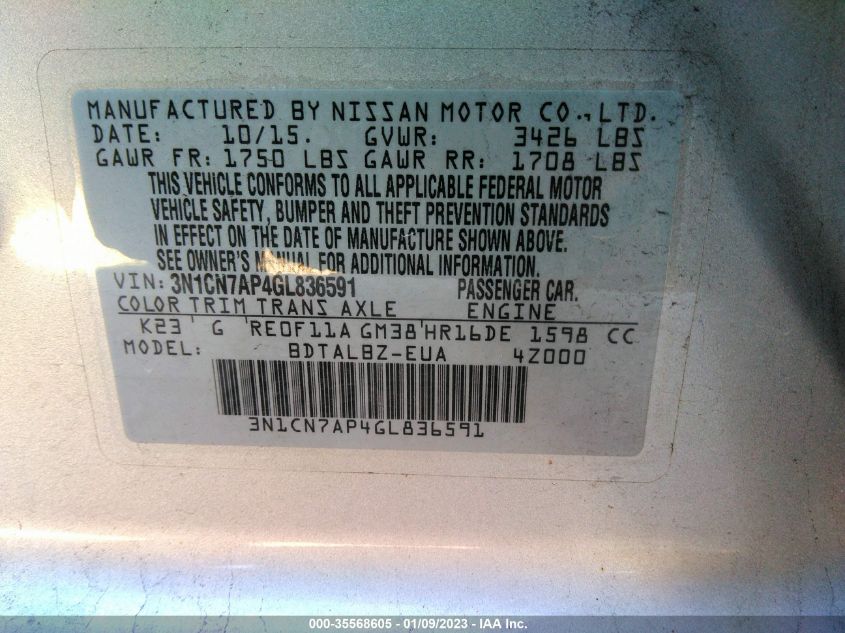 MANUFACTURED BY NISSAN MOTOR CO., LTD.
DATE: 10/15. GVWR: 3426 LBS
GAWR FR: 1750 LBS GAWR RR: 1708 LBS
THIS VEHICLE CONFORMS TO ALL APPLICABLE FEDERAL MOTOR
VEHICLE SAFETY, BUMPER AND THEFT PREVENTION STANDARDS
IN EFFECT ON THE DATE OF MANUFACTURE SHOWN ABOVE.
SEE OWNER'S MANUAL FOR ADDITIONAL INFORMATION.
VIN: 3N1CN7AP4GL836591 PASSENGER CAR.
COLOR TRIM TRANS AXLE ENGINE
K23 G 'RE0F11A GM38'HR16DE 1598 CC
MODEL: BDTALBZ-EUA 4Z000
3N1CN7AP4GL836591
000-35568605 - 01/09/2023 - IAA Inc.